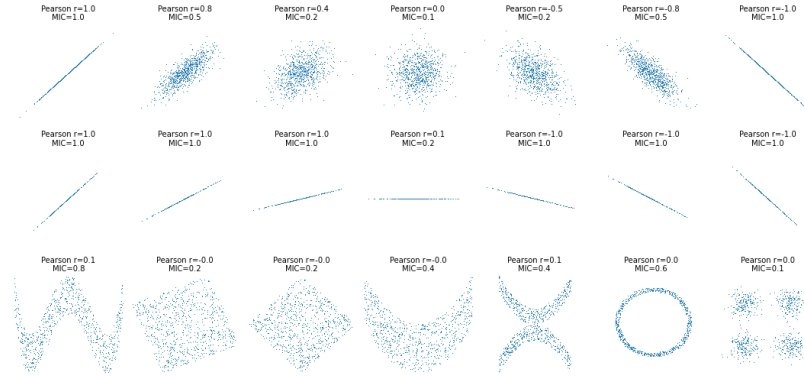 Pearson r=1.0
MIC=1.0
Pearson r=0.8
MIC=0.5
Pearson r=0.4
MIC=0.2
Pearson r=0.0
MIC=0.1
Pearson r=-0.5
MIC=0.2
Pearson r=-0.8
MIC=0.5
Pearson r=-1.0
MIC=1.0
Pearson r=1.0
MIC=1.0
Pearson r=1.0
MIC=1.0
Pearson r=1.0
MIC=1.0
Pearson r=0.1
MIC=0.2
Pearson r=-1.0
MIC=1.0
Pearson r=-1.0
MIC=1.0
Pearson r=-1.0
MIC=1.0
Pearson r=0.1
MIC=0.8
Pearson r=-0.0
MIC=0.2
Pearson r=-0.0
MIC=0.2
Pearson r=-0.0
MIC=0.4
Pearson r=0.1
MIC=0.4
Pearson r=0.0
MIC=0.6
Pearson r=0.0
MIC=0.1